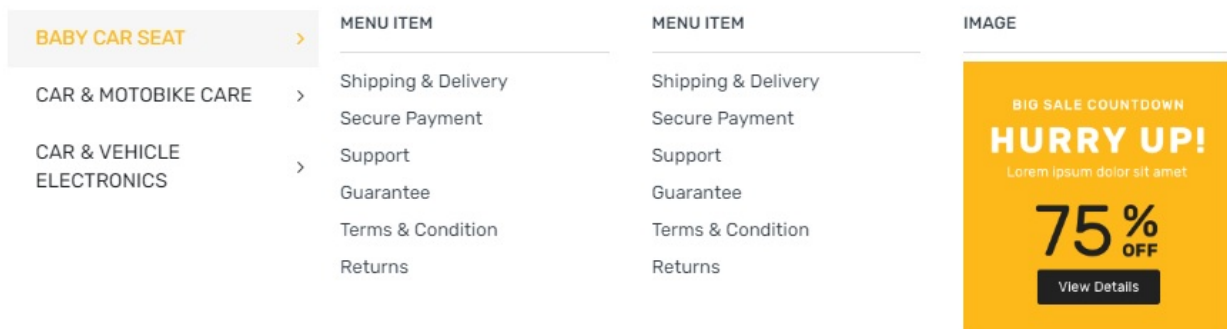 BABY CAR SEAT
CAR & MOTOBIKE CARE
CAR & VEHICLE
ELECTRONICS
MENU ITEM
Shipping & Delivery
Secure Payment
Support
Guarantee
Terms & Condition
Returns
MENU ITEM
Shipping & Delivery
Secure Payment
Support
Guarantee
Terms & Condition
Returns
IMAGE
BIG SALE COUNTDOWN
HURRY UP!
Lorem ipsum dolor sit amet
75% OFF
View Details